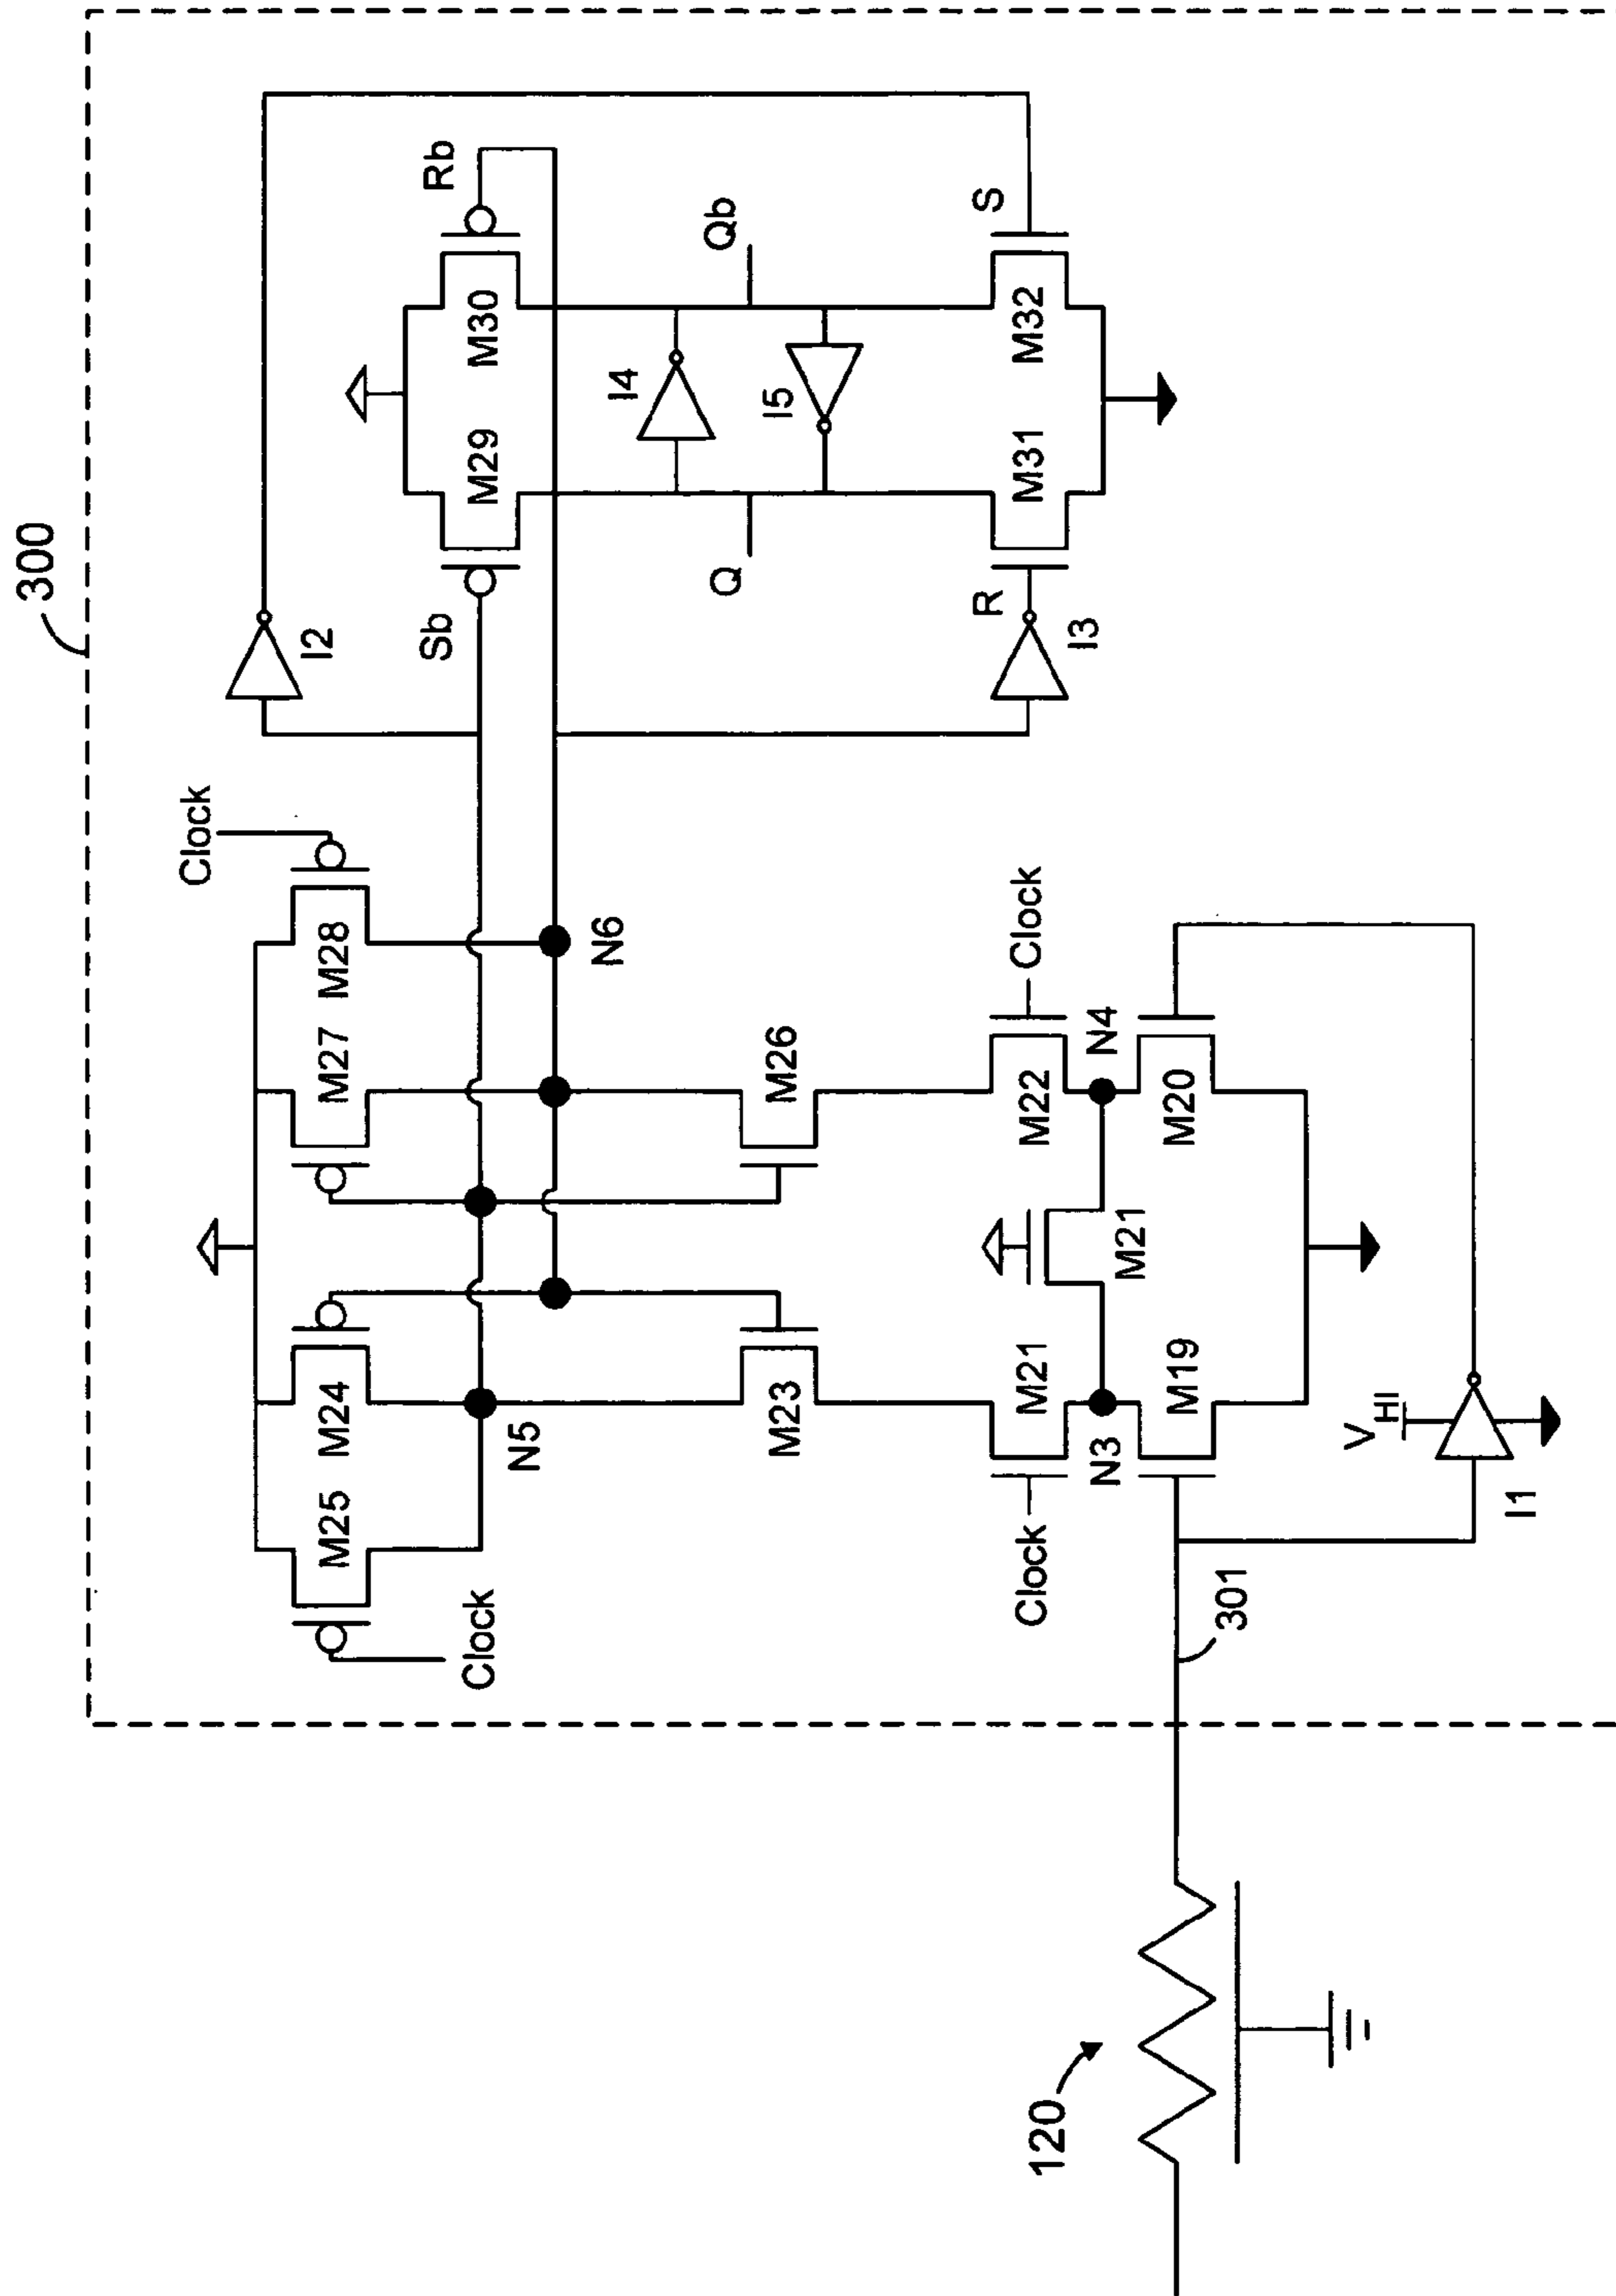 300
I2
Rb
Sb
M29
M30
I4
Qb
Q
I5
S
R
M31
M32
I3
Clock
M25
M24
M27
M28
Clock
N5
N6
M23
M26
Clock
M21
M22
Clock
N3
M21
N4
M19
M20
301
VHI
I1
120